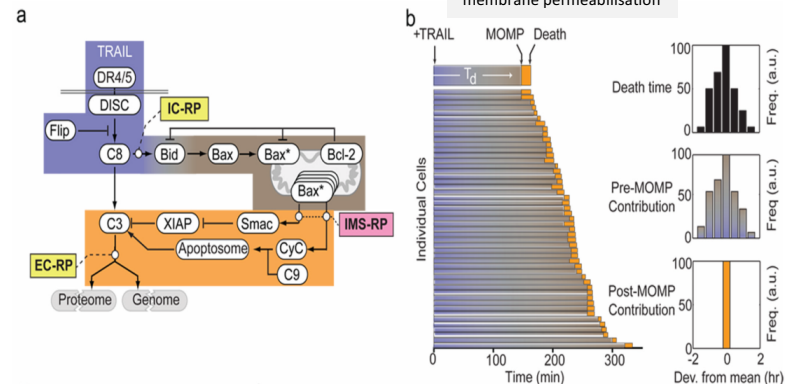 membrane permeabilisation
a
TRAIL
DR4/5
DISC
IC-RP
Flip
C8
Bid
Bax
Bax*
Bcl-2
Bax*
C3
XIAP
Smac
IMS-RP
Apoptosome
CyC
EC-RP
C9
Proteome
Genome
b
+TRAIL
MOMP
Death
Td
Individual Cells
0
100
200
300
Time (min)
Death time
100
50
0
Freq. (a.u.)
Pre-MOMP
Contribution
100
50
0
Freq. (a.u.)
Post-MOMP
Contribution
100
50
0
Freq. (a.u.)
-2
0
2
Dev. from mean (hr)